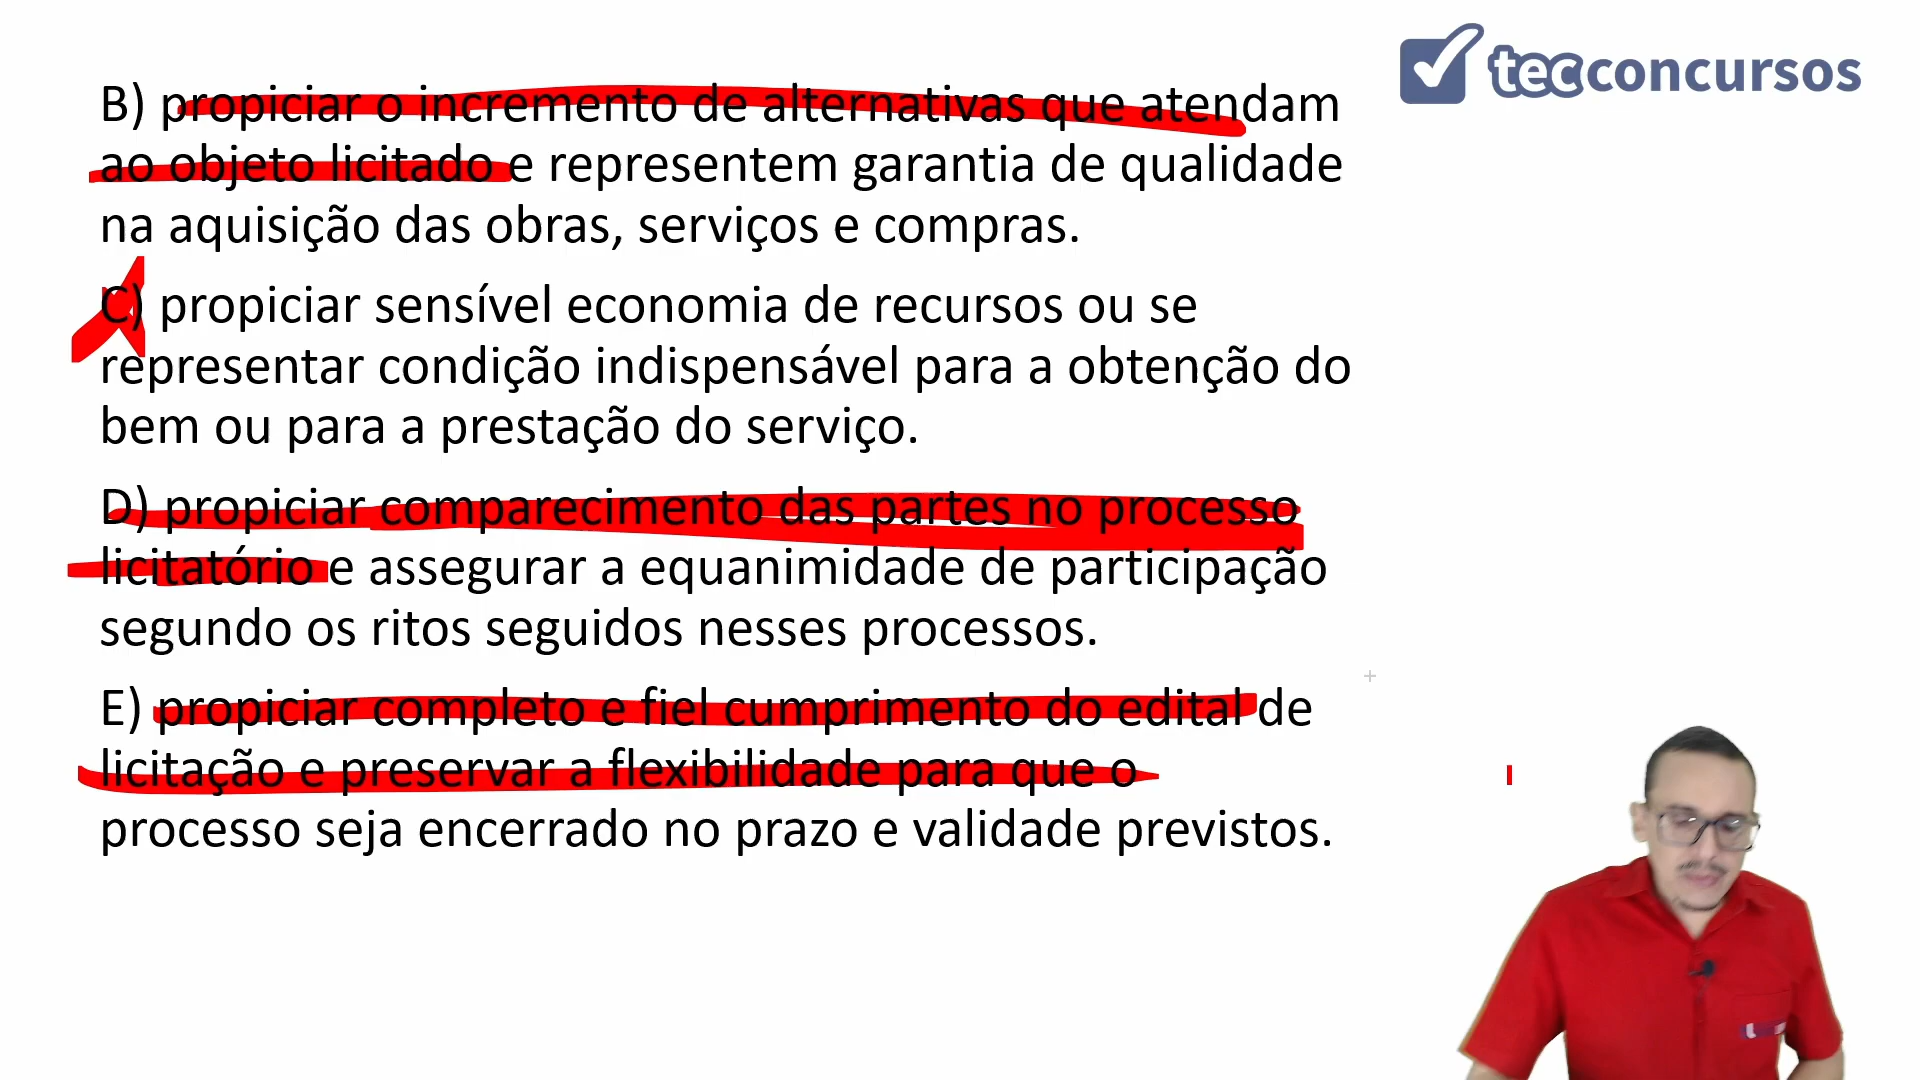 tecconcursos
B) propiciar o incremento de alternativas que atendam
ao objeto licitado e representem garantia de qualidade
na aquisição das obras, serviços e compras.
C) propiciar sensível economia de recursos ou se
representar condição indispensável para a obtenção do
bem ou para a prestação do serviço.
D) propiciar comparecimento das partes no processo
licitatório e assegurar a equanimidade de participação
segundo os ritos seguidos nesses processos.
E) propiciar completo e fiel cumprimento do edital de
licitação e preservar a flexibilidade para que o
processo seja encerrado no prazo e validade previstos.